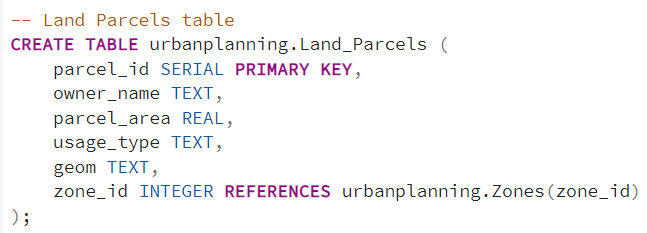 -- Land Parcels table
CREATE TABLE urbanplanning.Land_Parcels (
    parcel_id SERIAL PRIMARY KEY,
    owner_name TEXT,
    parcel_area REAL,
    usage_type TEXT,
    geom TEXT,
    zone_id INTEGER REFERENCES urbanplanning.Zones(zone_id)
);